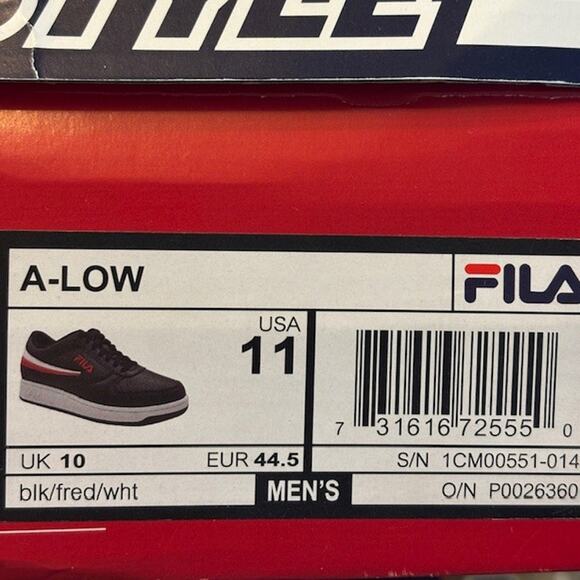 A-LOW
FILA
FILA
USA
11
7 31616 72555 0
UK 10 EUR 44.5
S/N 1CM00551-014
blk/fred/wht MEN'S
O/N P0026360